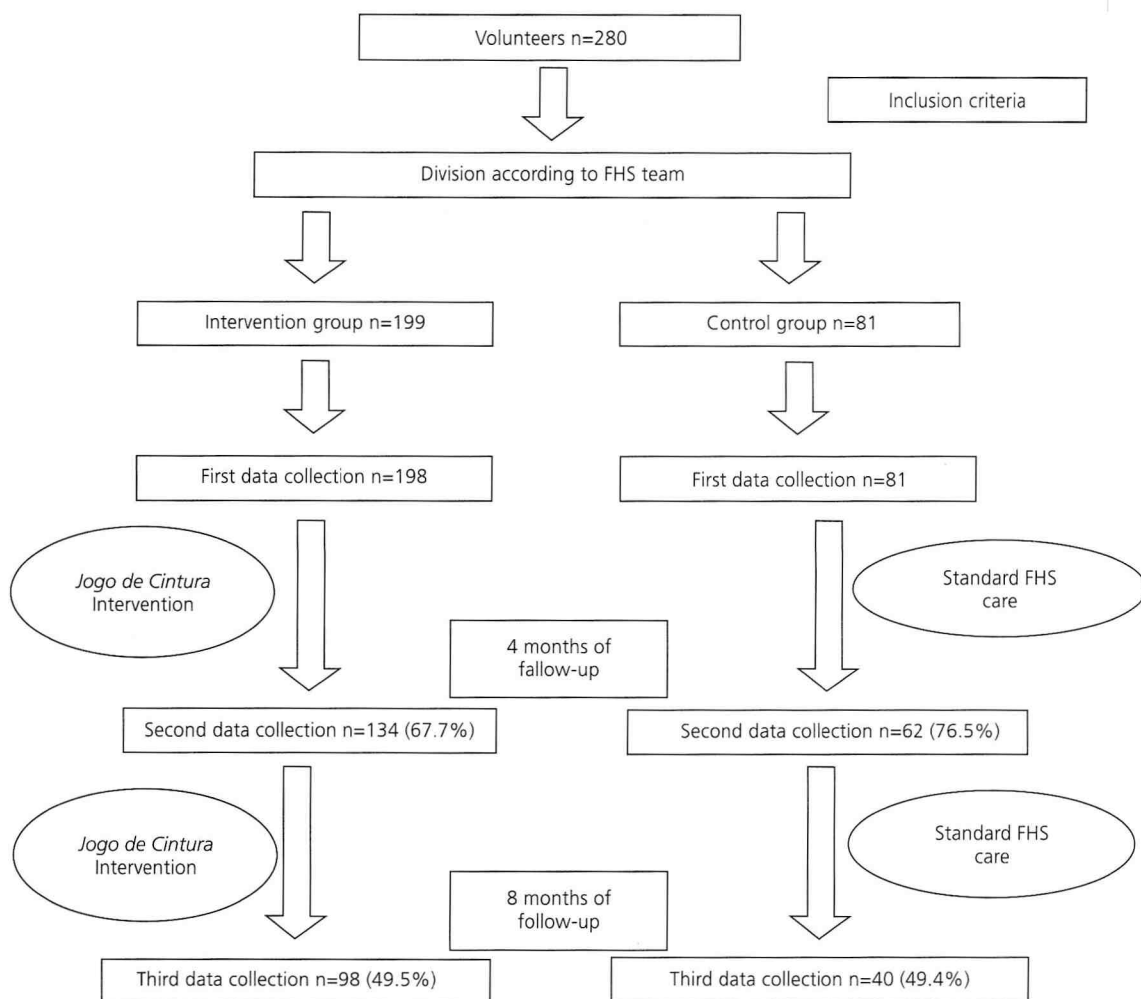 Volunteers n=280
Inclusion criteria
Division according to FHS team
Intervention group n=199
Control group n=81
First data collection n=198
First data collection n=81
Jogo de Cintura
Intervention
Standard FHS
care
4 months of
fallow-up
Second data collection n=134 (67.7%)
Second data collection n=62 (76.5%)
Jogo de Cintura
Intervention
Standard FHS
care
8 months of
follow-up
Third data collection n=98 (49.5%)
Third data collection n=40 (49.4%)